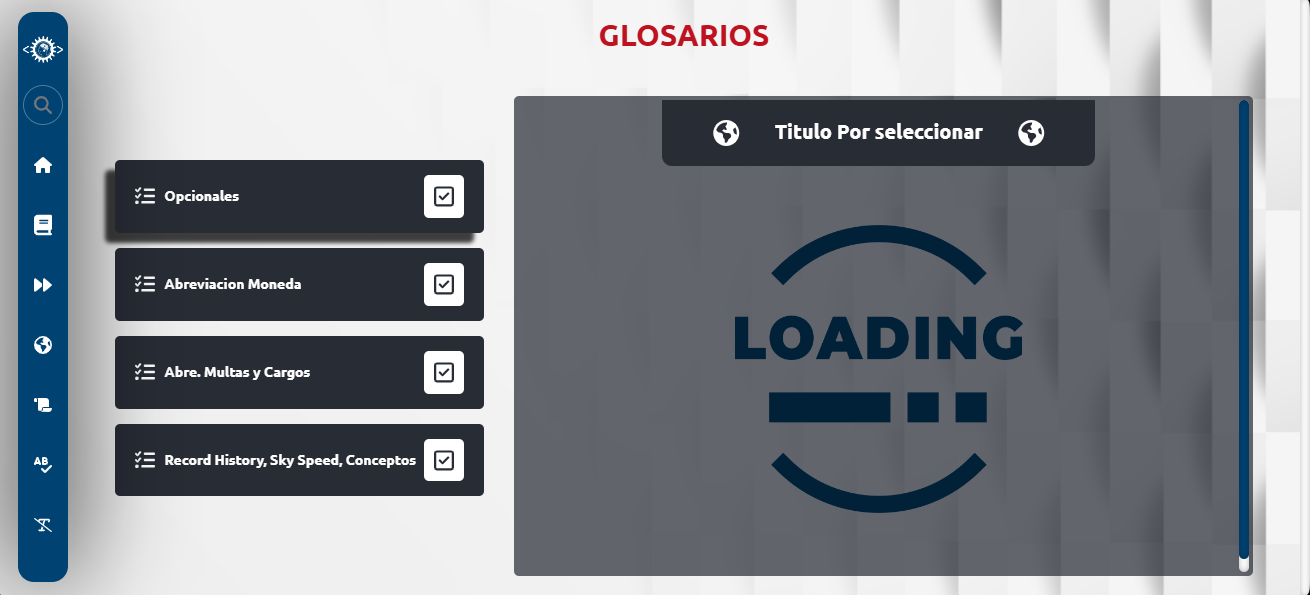 GLOSARIOS
Opcionales
Abreviacion Moneda
Abre. Multas y Cargos
Record History, Sky Speed, Conceptos
Titulo Por seleccionar
LOADING
AB